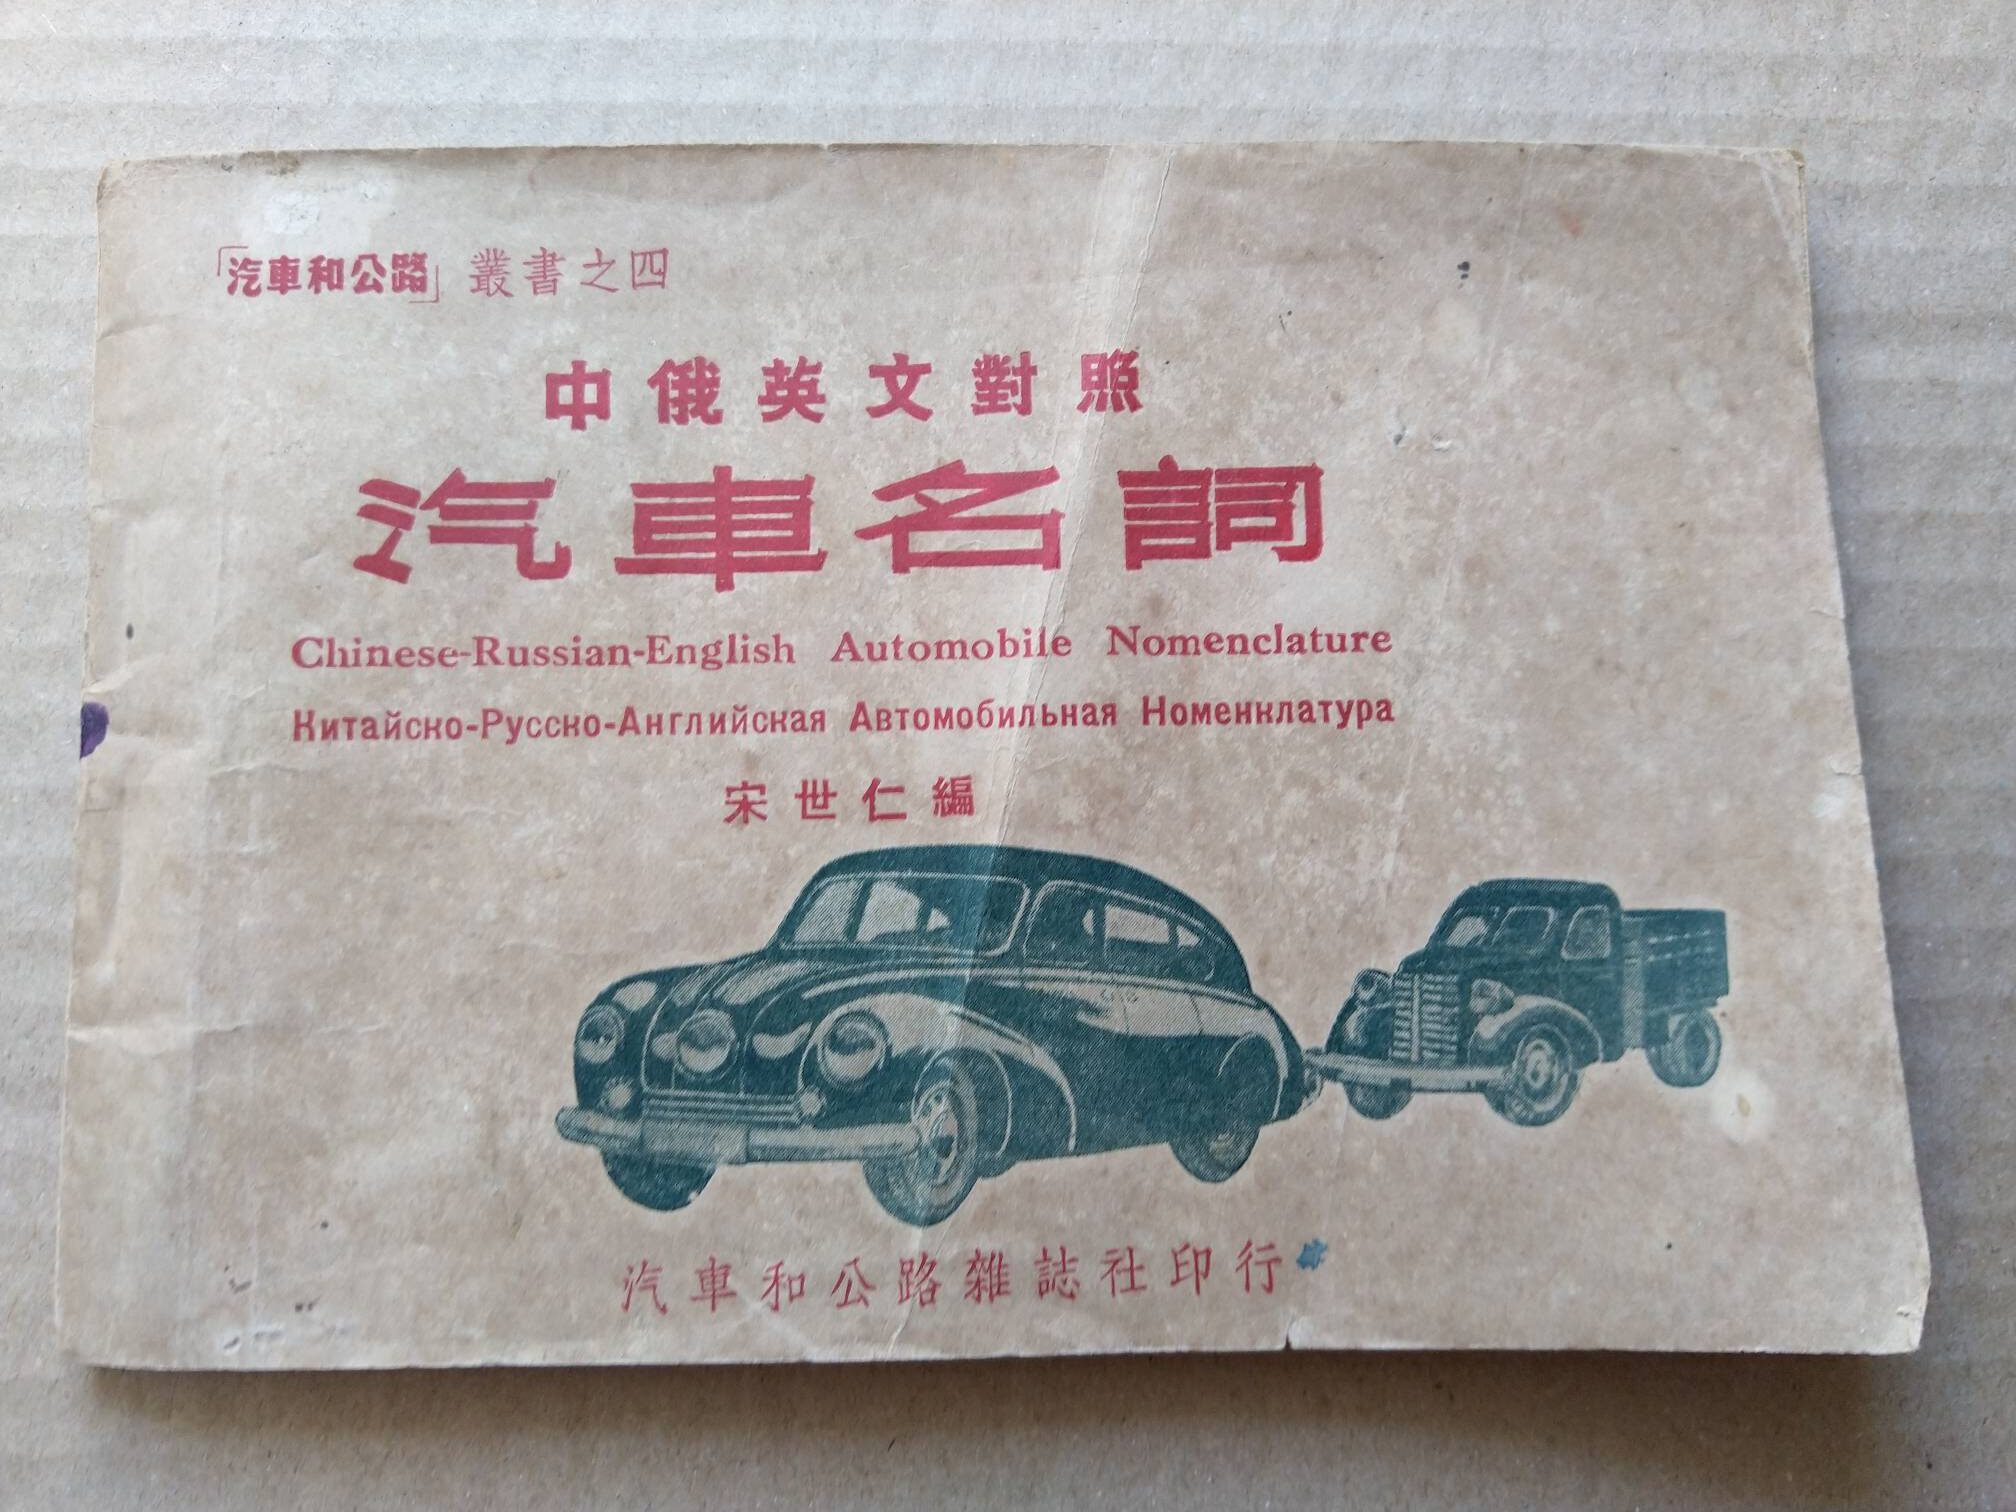 「汽車和公路」叢書之四
中俄英文對照
汽車名詞
Chinese-Russian-English Automobile Nomenclature
Китайско-Русско-Английская Автомобильная Номенклатура
宋世仁編
汽車和公路雜誌社印行